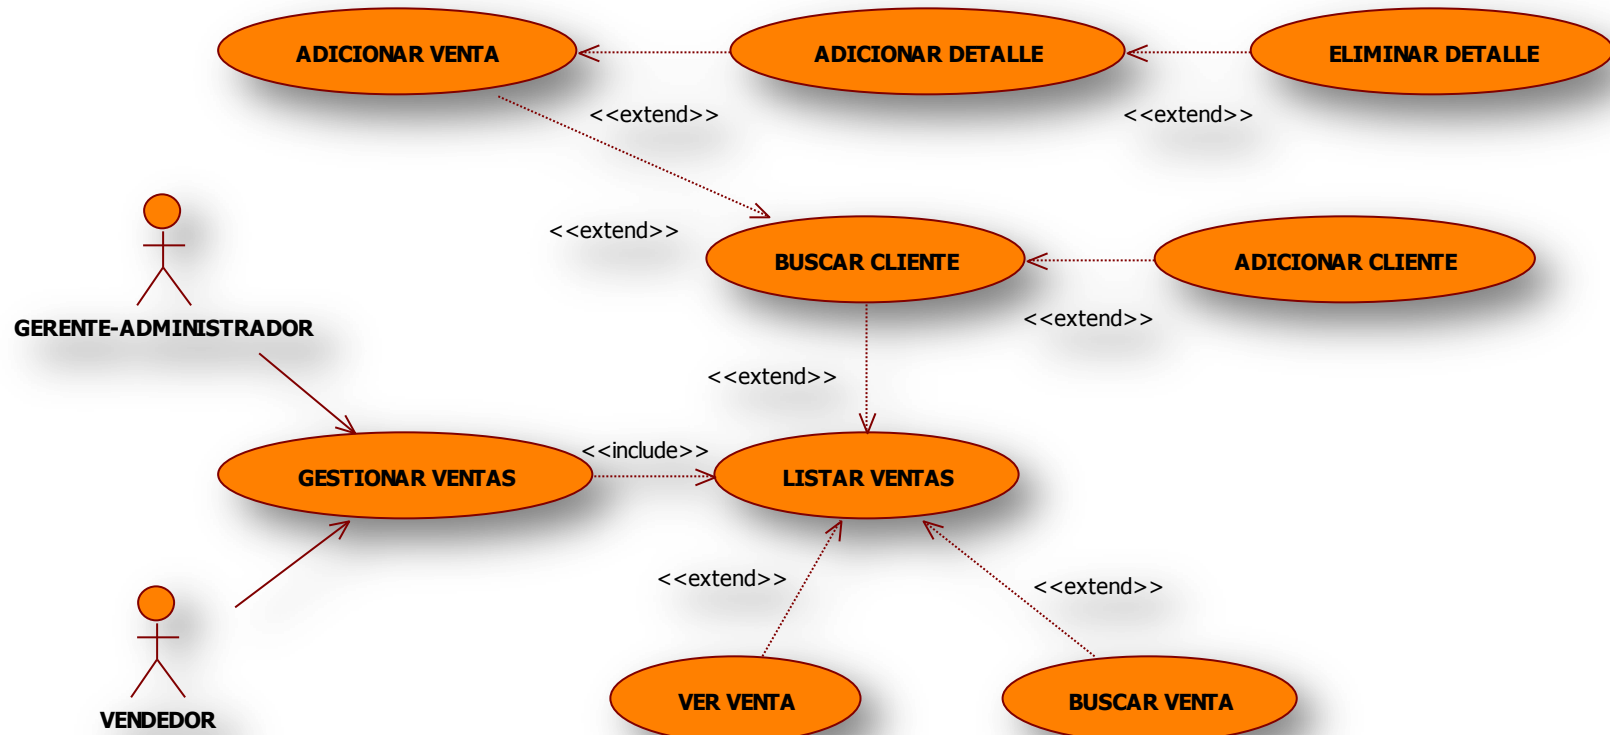 ADICIONAR VENTA
ADICIONAR DETALLE
ELIMINAR DETALLE
<<extend>>
<<extend>>
<<extend>>
BUSCAR CLIENTE
ADICIONAR CLIENTE
GERENTE-ADMINISTRADOR
<<extend>>
<<extend>>
<<include>>
GESTIONAR VENTAS
LISTAR VENTAS
<<extend>>
<<extend>>
VER VENTA
BUSCAR VENTA
VENDEDOR